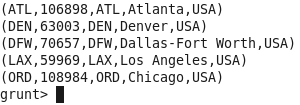 (ATL,106898,ATL,Atlanta,USA)
(DEN,63003,DEN,Denver,USA)
(DFW,70657,DFW,Dallas-Fort Worth,USA)
(LAX,59969,LAX,Los Angeles,USA)
(ORD,108984,ORD,Chicago,USA)
grunt>